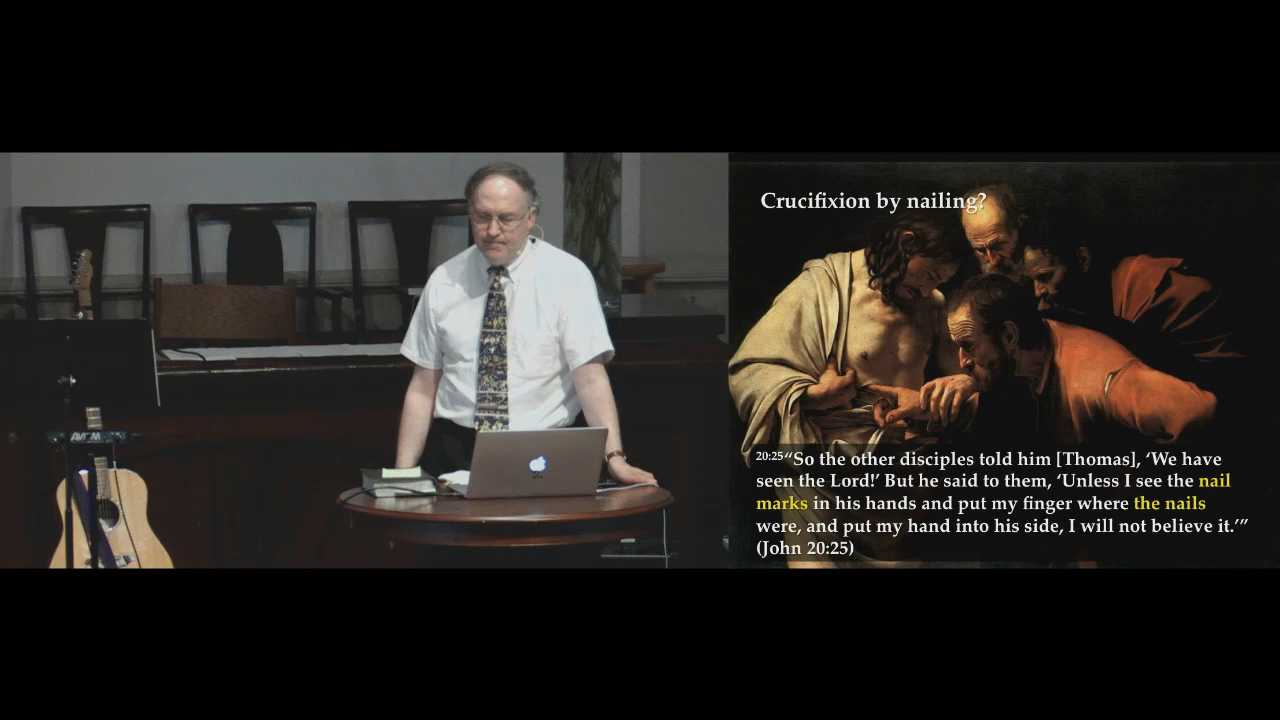 Crucifixion by nailing?
20:25“So the other disciples told him [Thomas], ‘We have
seen the Lord!’ But he said to them, ‘Unless I see the nail
marks in his hands and put my finger where the nails
were, and put my hand into his side, I will not believe it.’”
(John 20:25)